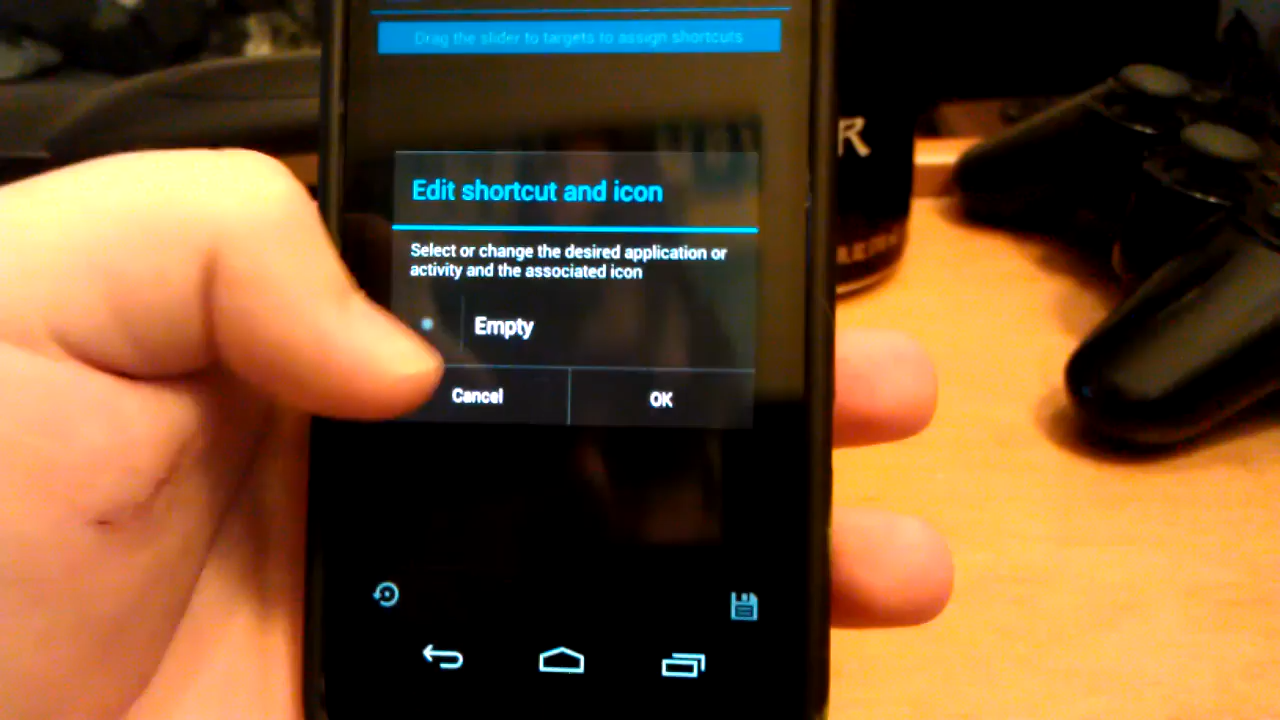 Drag the slider to targets to assign shortcuts
R
Edit shortcut and icon
Select or change the desired application or
activity and the associated icon
Empty
Cancel
OK